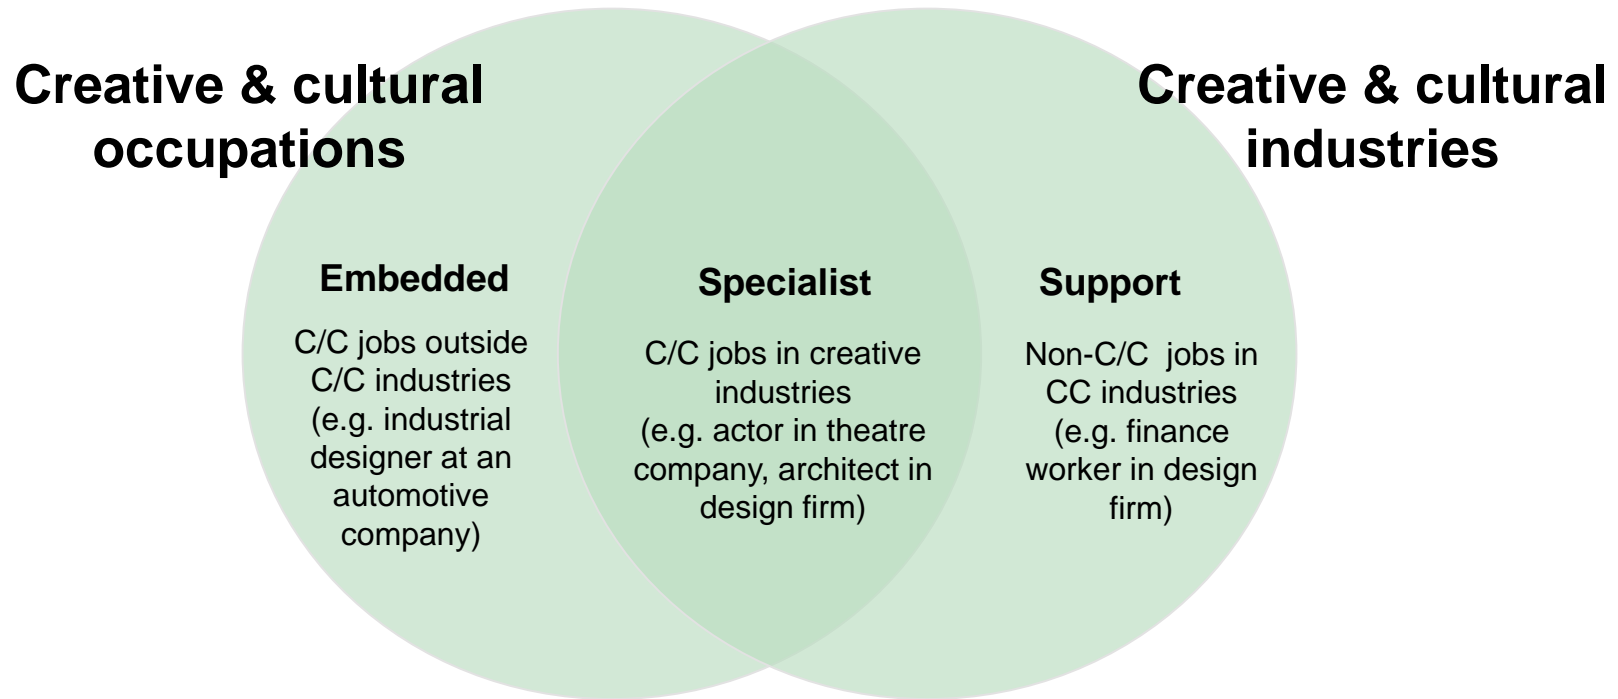 Creative & cultural
occupations
Creative & cultural
industries
Embedded
C/C jobs outside
C/C industries
(e.g. industrial
designer at an
automotive
company)
Specialist
C/C jobs in creative
industries
(e.g. actor in theatre
company, architect in
design firm)
Support
Non-C/C  jobs in
CC industries
(e.g. finance
worker in design
firm)